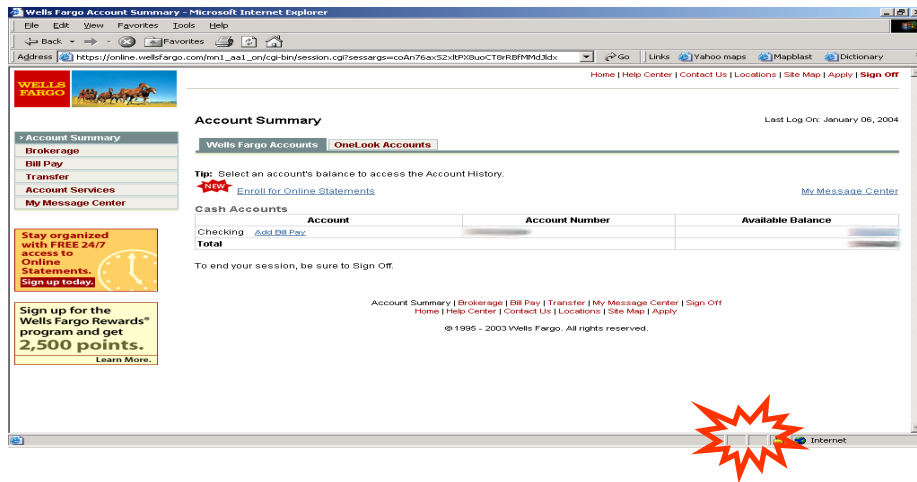 Wells Fargo Account Summary - Microsoft Internet Explorer
File Edit View Favorites Tools Help
Back Favorites
Address https://online.wellsfargo.com/mn1_aa1_on/cgi-bin/session.cgi?sessargs=coAn76axS2xltPX8uoCT8rRBfMMdJldx Go Links Yahoo maps Mapblast Dictionary
Home | Help Center | Contact Us | Locations | Site Map | Apply | Sign Off
WELLS
FARGO
Account Summary Last Log On: January 06, 2004
> Account Summary
Brokerage
Bill Pay
Transfer
Account Services
My Message Center
Wells Fargo Accounts OneLook Accounts
Tip: Select an account's balance to access the Account History.
NEW Enroll for Online Statements My Message Center
Cash Accounts
Account Account Number Available Balance
Checking Add Bill Pay
Total
To end your session, be sure to Sign Off.
Stay organized
with FREE 24/7
access to
Online
Statements.
Sign up today.
Sign up for the
Wells Fargo Rewards®
program and get
2,500 points.
Learn More.
Account Summary | Brokerage | Bill Pay | Transfer | My Message Center | Sign Off
Home | Help Center | Contact Us | Locations | Site Map | Apply
© 1995 - 2003 Wells Fargo. All rights reserved.
Internet